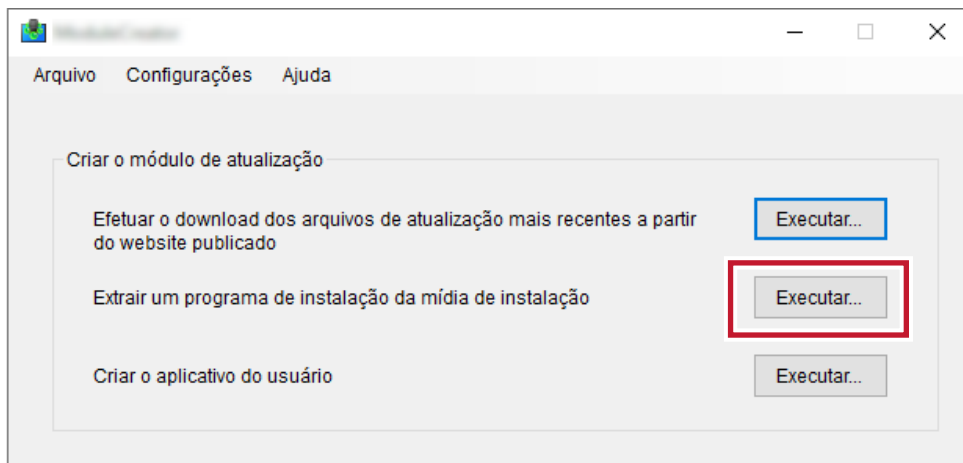 Arquivo Configurações Ajuda
Criar o módulo de atualização
Efetuar o download dos arquivos de atualização mais recentes a partir
do website publicado
Executar...
Extrair um programa de instalação da mídia de instalação
Executar...
Criar o aplicativo do usuário
Executar...